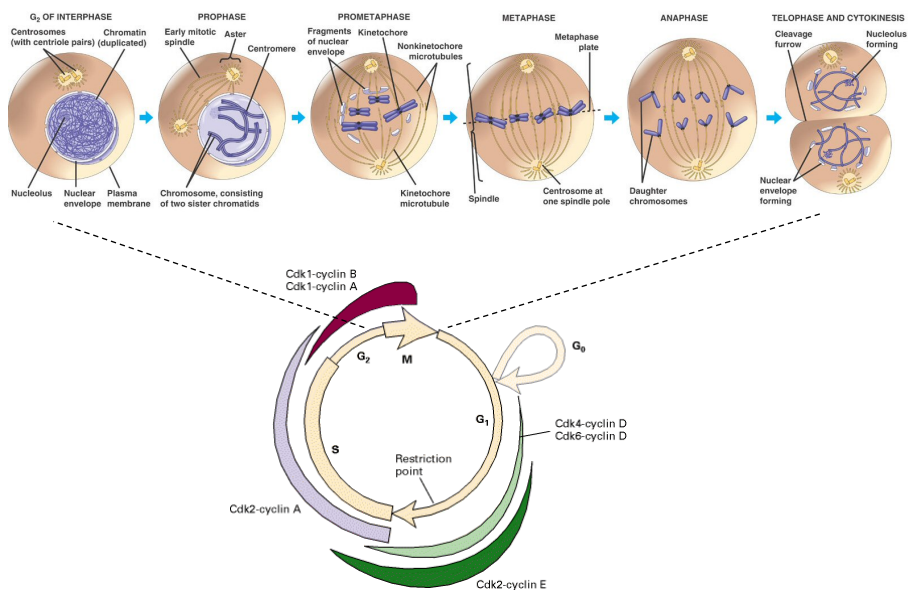 G2 OF INTERPHASE
PROPHASE
PROMETAPHASE
METAPHASE
ANAPHASE
TELOPHASE AND CYTOKINESIS
Centrosomes
(with centriole pairs)
Chromatin
(duplicated)
Early mitotic
spindle
Aster
Centromere
Fragments
of nuclear
envelope
Kinetochore
Nonkinetochore
microtubules
Metaphase
plate
Cleavage
furrow
Nucleolus
forming
Nucleolus
Nuclear
envelope
Plasma
membrane
Chromosome, consisting
of two sister chromatids
Kinetochore
microtubule
Spindle
Centrosome at
one spindle pole
Daughter
chromosomes
Nuclear
envelope
forming
Cdk1-cyclin B
Cdk1-cyclin A
G2
M
G0
G1
Cdk4-cyclin D
Cdk6-cyclin D
S
Restriction
point
Cdk2-cyclin A
Cdk2-cyclin E